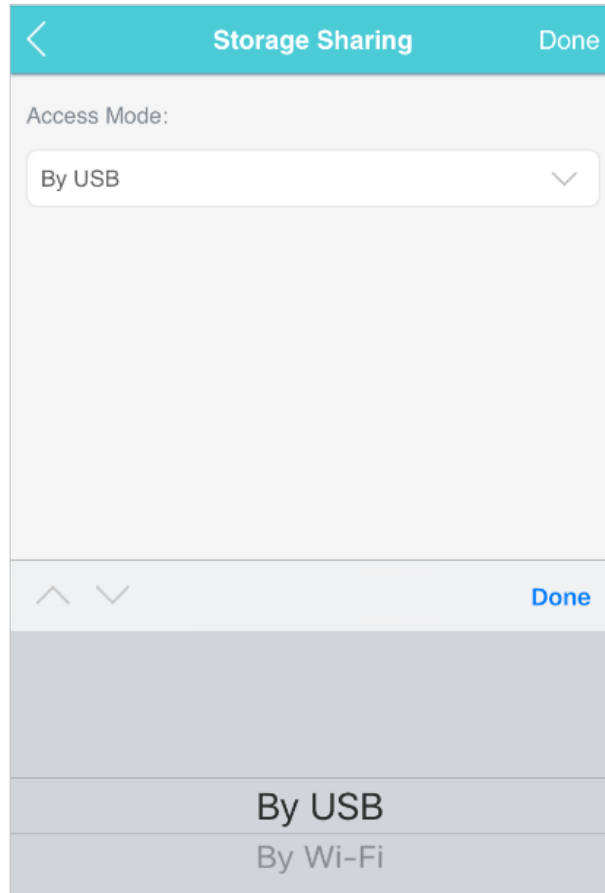 Storage Sharing Done
Access Mode:
By USB
Done
By USB
By Wi-Fi